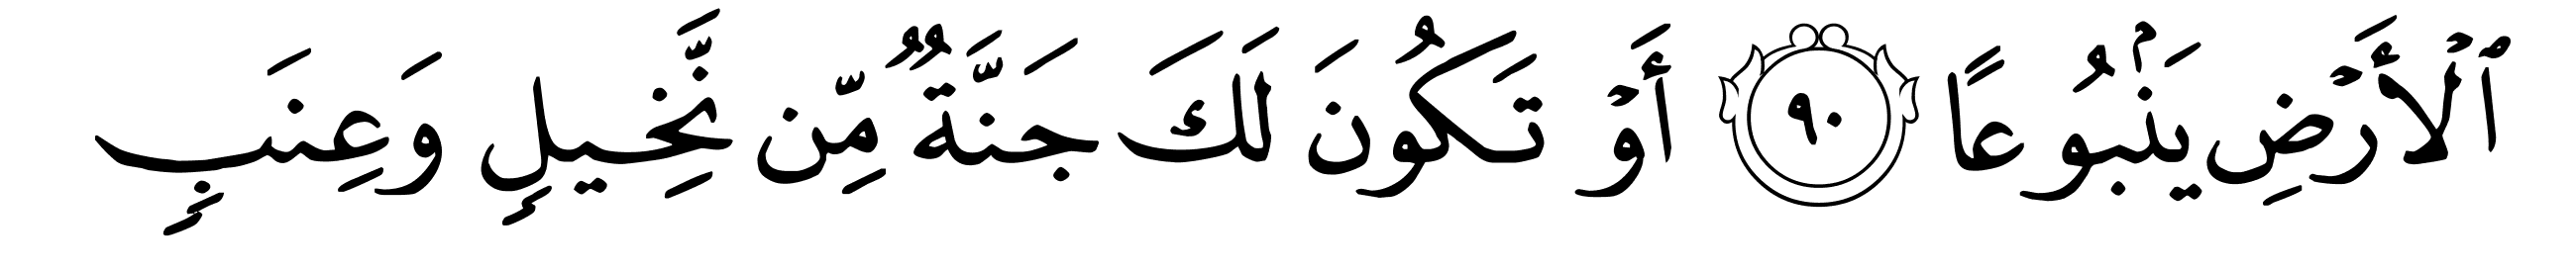 ٱلۡأَرۡضِ يَنۢبُوعًا ٩٠ أَوۡ تَكُونَ لَكَ جَنَّةٞ مِّن نَّخِيلٖ وَعِنَبٖ